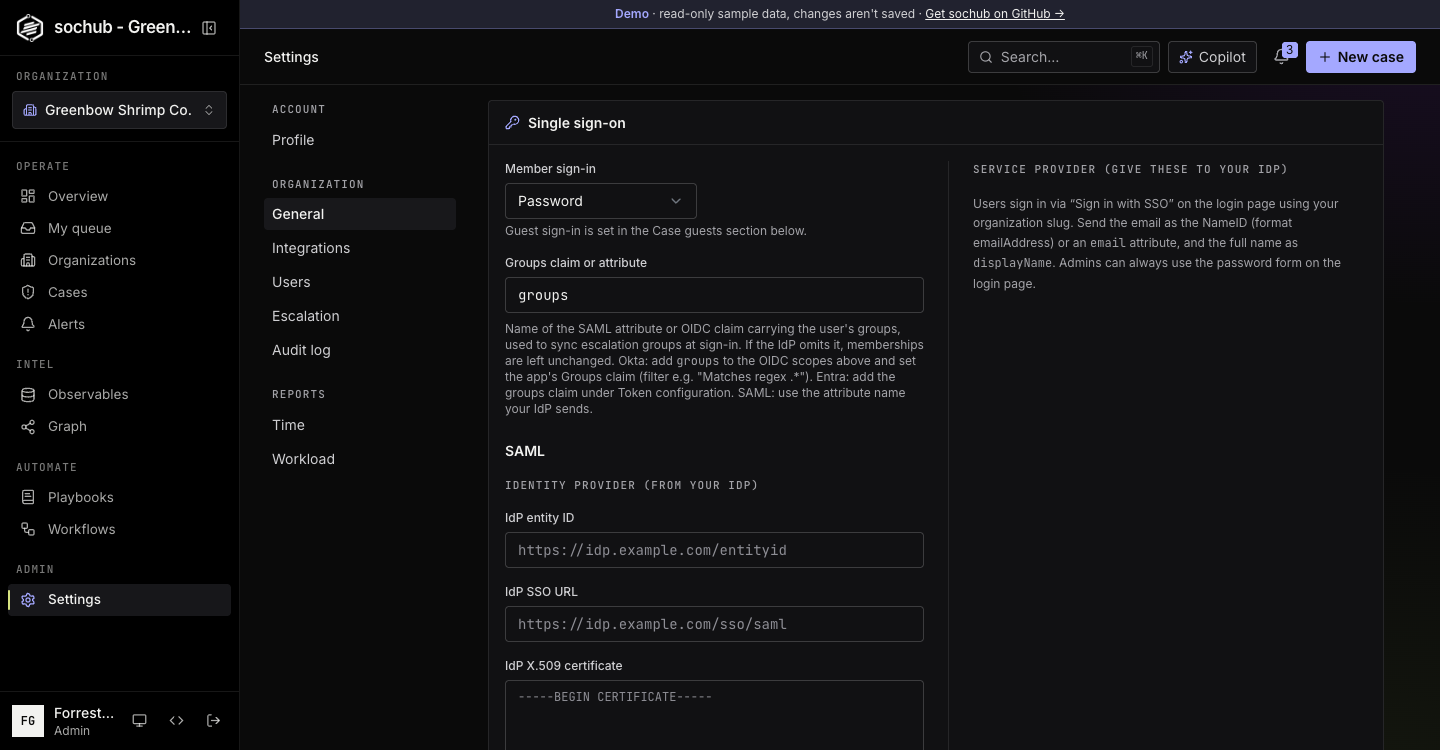 sochub - Green...
Demo · read-only sample data, changes aren't saved · Get sochub on GitHub →
ORGANIZATION
Greenbow Shrimp Co.
OPERATE
Overview
My queue
Organizations
Cases
Alerts
INTEL
Observables
Graph
AUTOMATE
Playbooks
Workflows
ADMIN
Settings
FG
Forrest...
Admin
Settings
Search...
⌘K
Copilot
3
New case
ACCOUNT
Profile
ORGANIZATION
General
Integrations
Users
Escalation
Audit log
REPORTS
Time
Workload
Single sign-on
Member sign-in
Password
Guest sign-in is set in the Case guests section below.
Groups claim or attribute
groups
Name of the SAML attribute or OIDC claim carrying the user's groups,
used to sync escalation groups at sign-in. If the IdP omits it, memberships
are left unchanged. Okta: add groups to the OIDC scopes above and set
the app's Groups claim (filter e.g. "Matches regex .*"). Entra: add the
groups claim under Token configuration. SAML: use the attribute name
your IdP sends.
SAML
IDENTITY PROVIDER (FROM YOUR IDP)
IdP entity ID
https://idp.example.com/entityid
IdP SSO URL
https://idp.example.com/sso/saml
IdP X.509 certificate
-----BEGIN CERTIFICATE-----
SERVICE PROVIDER (GIVE THESE TO YOUR IDP)
Users sign in via “Sign in with SSO” on the login page using your
organization slug. Send the email as the NameID (format
emailAddress) or an email attribute, and the full name as
displayName. Admins can always use the password form on the
login page.